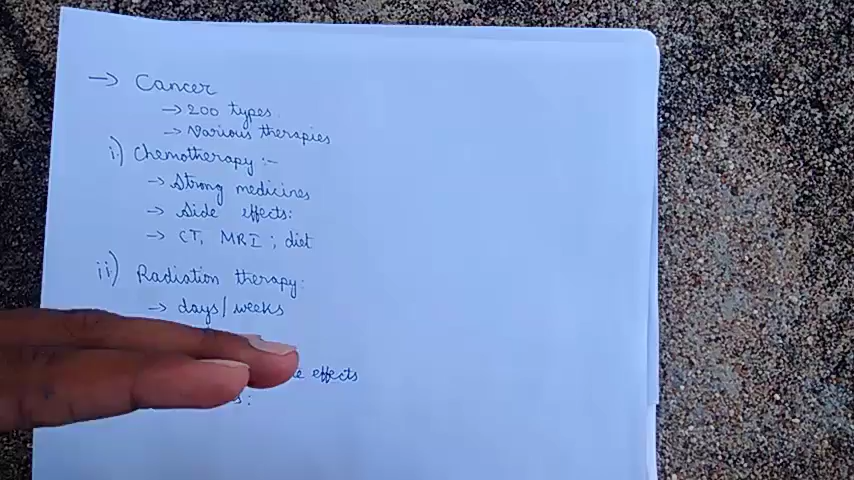 → Cancer
→ 200 types.
→ Various therapies
i) Chemotherapy :-
→ Strong medicines
→ Side effects:
→ CT, MRI ; diet
ii) Radiation therapy:
→ days/weeks
effects